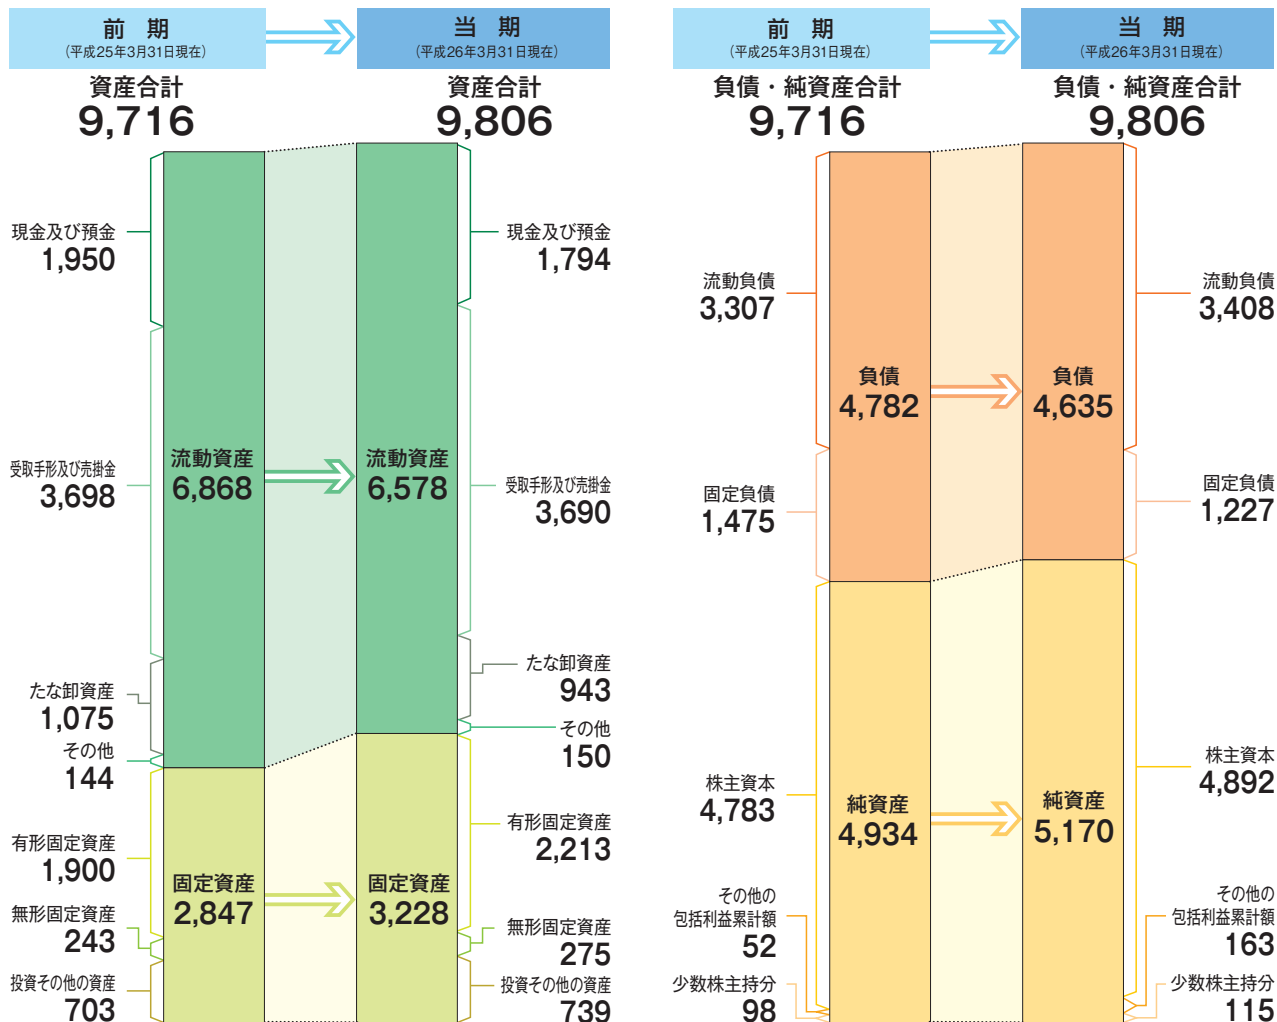 前　期
（平成25年3月31日現在）
当　期
（平成26年3月31日現在）
資産合計
9,716
資産合計
9,806
現金及び預金
1,950
受取手形及び売掛金
3,698
たな卸資産
1,075
その他
144
有形固定資産
1,900
無形固定資産
243
投資その他の資産
703
流動資産
6,868
固定資産
2,847
流動資産
6,578
固定資産
3,228
現金及び預金
1,794
受取手形及び売掛金
3,690
たな卸資産
943
その他
150
有形固定資産
2,213
無形固定資産
275
投資その他の資産
739
前　期
（平成25年3月31日現在）
当　期
（平成26年3月31日現在）
負債・純資産合計
9,716
負債・純資産合計
9,806
流動負債
3,307
固定負債
1,475
株主資本
4,783
その他の
包括利益累計額
52
少数株主持分
98
負債
4,782
純資産
4,934
負債
4,635
純資産
5,170
流動負債
3,408
固定負債
1,227
株主資本
4,892
その他の
包括利益累計額
163
少数株主持分
115